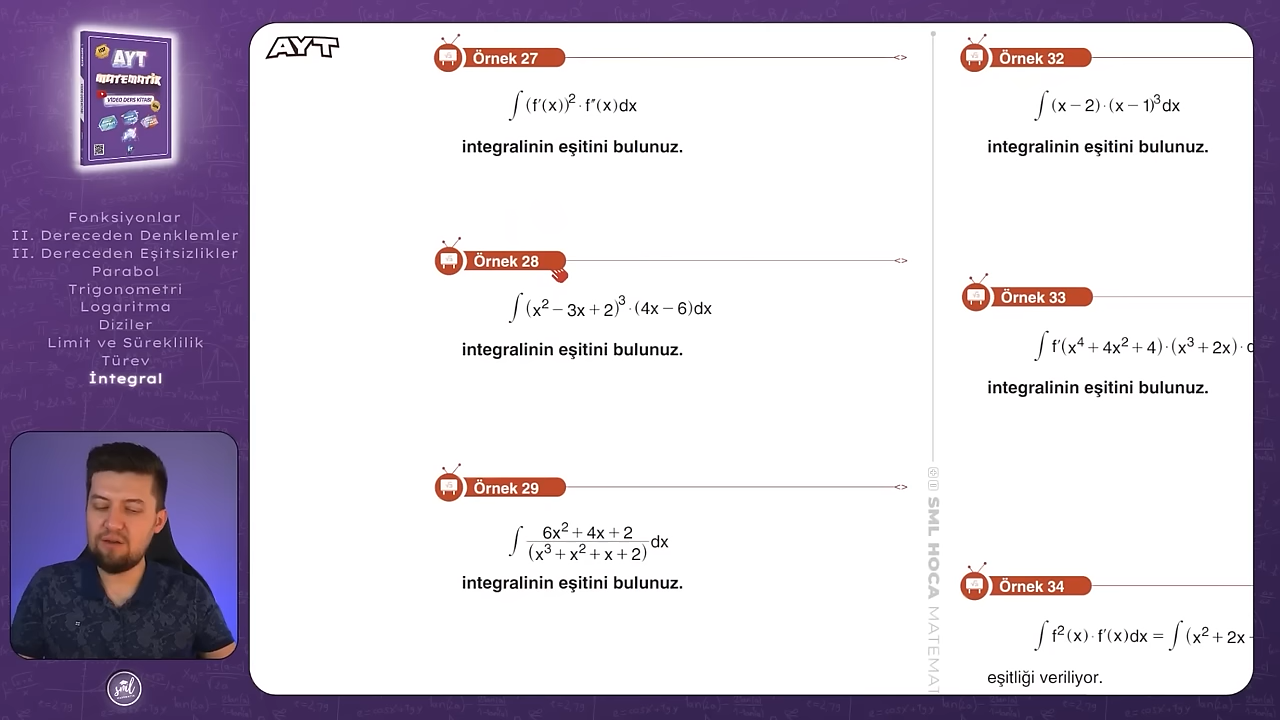 AYT
MATEMATİK
VİDEO DERS KİTABI
Fonksiyonlar
II. Dereceden Denklemler
II. Dereceden Eşitsizlikler
Parabol
Trigonometri
Logaritma
Diziler
Limit ve Süreklilik
Türev
İntegral
sml
AYT
Örnek 27
∫(f′(x))² · f″(x)dx
integralinin eşitini bulunuz.
Örnek 28
∫(x² − 3x + 2)³ · (4x − 6)dx
integralinin eşitini bulunuz.
Örnek 29
∫ 6x² + 4x + 2 / (x³ + x² + x + 2) dx
integralinin eşitini bulunuz.
SML HOCA MATEMAT
Örnek 32
∫(x − 2) · (x − 1)³dx
integralinin eşitini bulunuz.
Örnek 33
∫f′(x⁴ + 4x² + 4) · (x³ + 2x) ·
integralinin eşitini bulunuz.
Örnek 34
∫f²(x) · f′(x)dx = ∫(x² + 2x
eşitliği veriliyor.